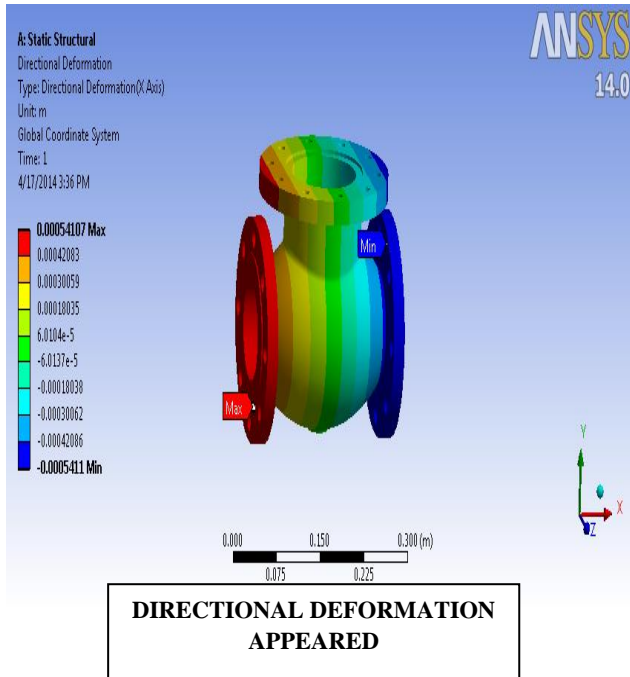 A: Static Structural
Directional Deformation
Type: Directional Deformation(X Axis)
Unit: m
Global Coordinate System
Time: 1
4/17/2014 3:36 PM
ANSYS
14.0
0.00054107 Max
0.00042083
0.00030059
0.00018035
6.0104e-5
-6.0137e-5
-0.00018038
-0.00030062
-0.00042086
-0.0005411 Min
Min
Max
Y
X
Z
0.000 0.150 0.300 (m)
0.075 0.225
DIRECTIONAL DEFORMATION
APPEARED